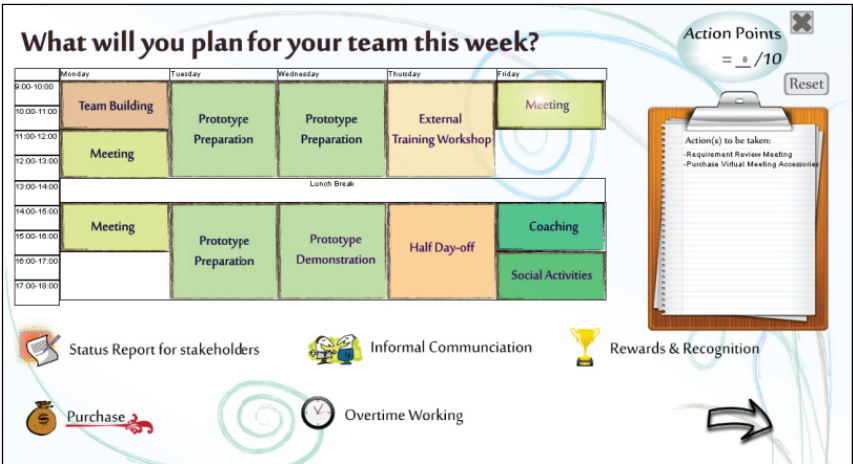 What will you plan for your team this week?
Action Points
= /10
Reset
Monday Tuesday Wednesday Thursday Friday
9:00-10:00
10:00-11:00
11:00-12:00
12:00-13:00
13:00-14:00
14:00-15:00
15:00-16:00
16:00-17:00
17:00-18:00
Team Building
Meeting
Prototype
Preparation
Prototype
Preparation
External
Training Workshop
Meeting
Lunch Break
Meeting
Prototype
Preparation
Prototype
Demonstration
Half Day-off
Coaching
Social Activities
Action(s) to be taken:
-Requirement Review Meeting
-Purchase Virtual Meeting Accessories
Status Report for stakeholders
Informal Communciation
Rewards & Recognition
Purchase
Overtime Working